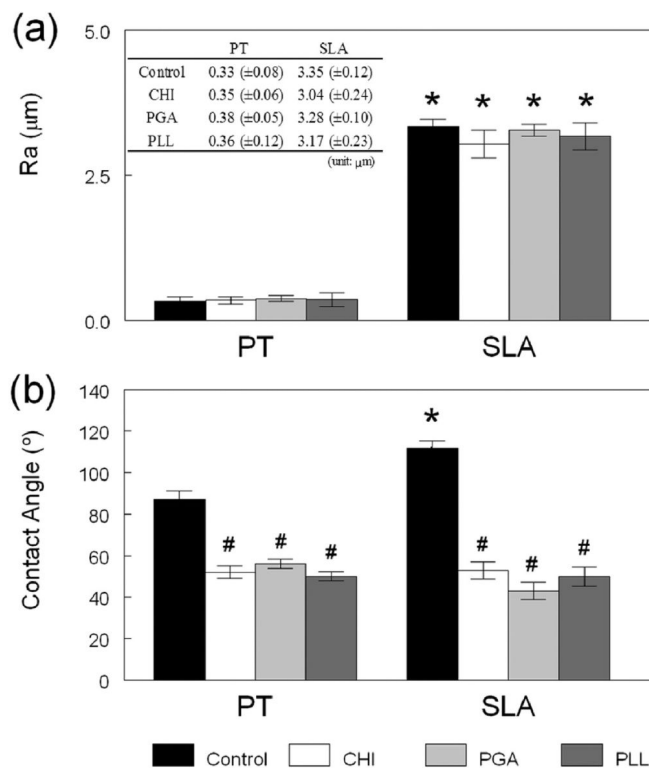 (a)
5.0
2.5
0.0
Ra (μm)
PT SLA
Control 0.33 (±0.08) 3.35 (±0.12)
CHI 0.35 (±0.06) 3.04 (±0.24)
PGA 0.38 (±0.05) 3.28 (±0.10)
PLL 0.36 (±0.12) 3.17 (±0.23)
(unit: μm)
* * * *
PT SLA
(b)
140
120
100
80
60
40
20
0
Contact Angle (º)
*
# # # # # #
PT SLA
Control CHI PGA PLL